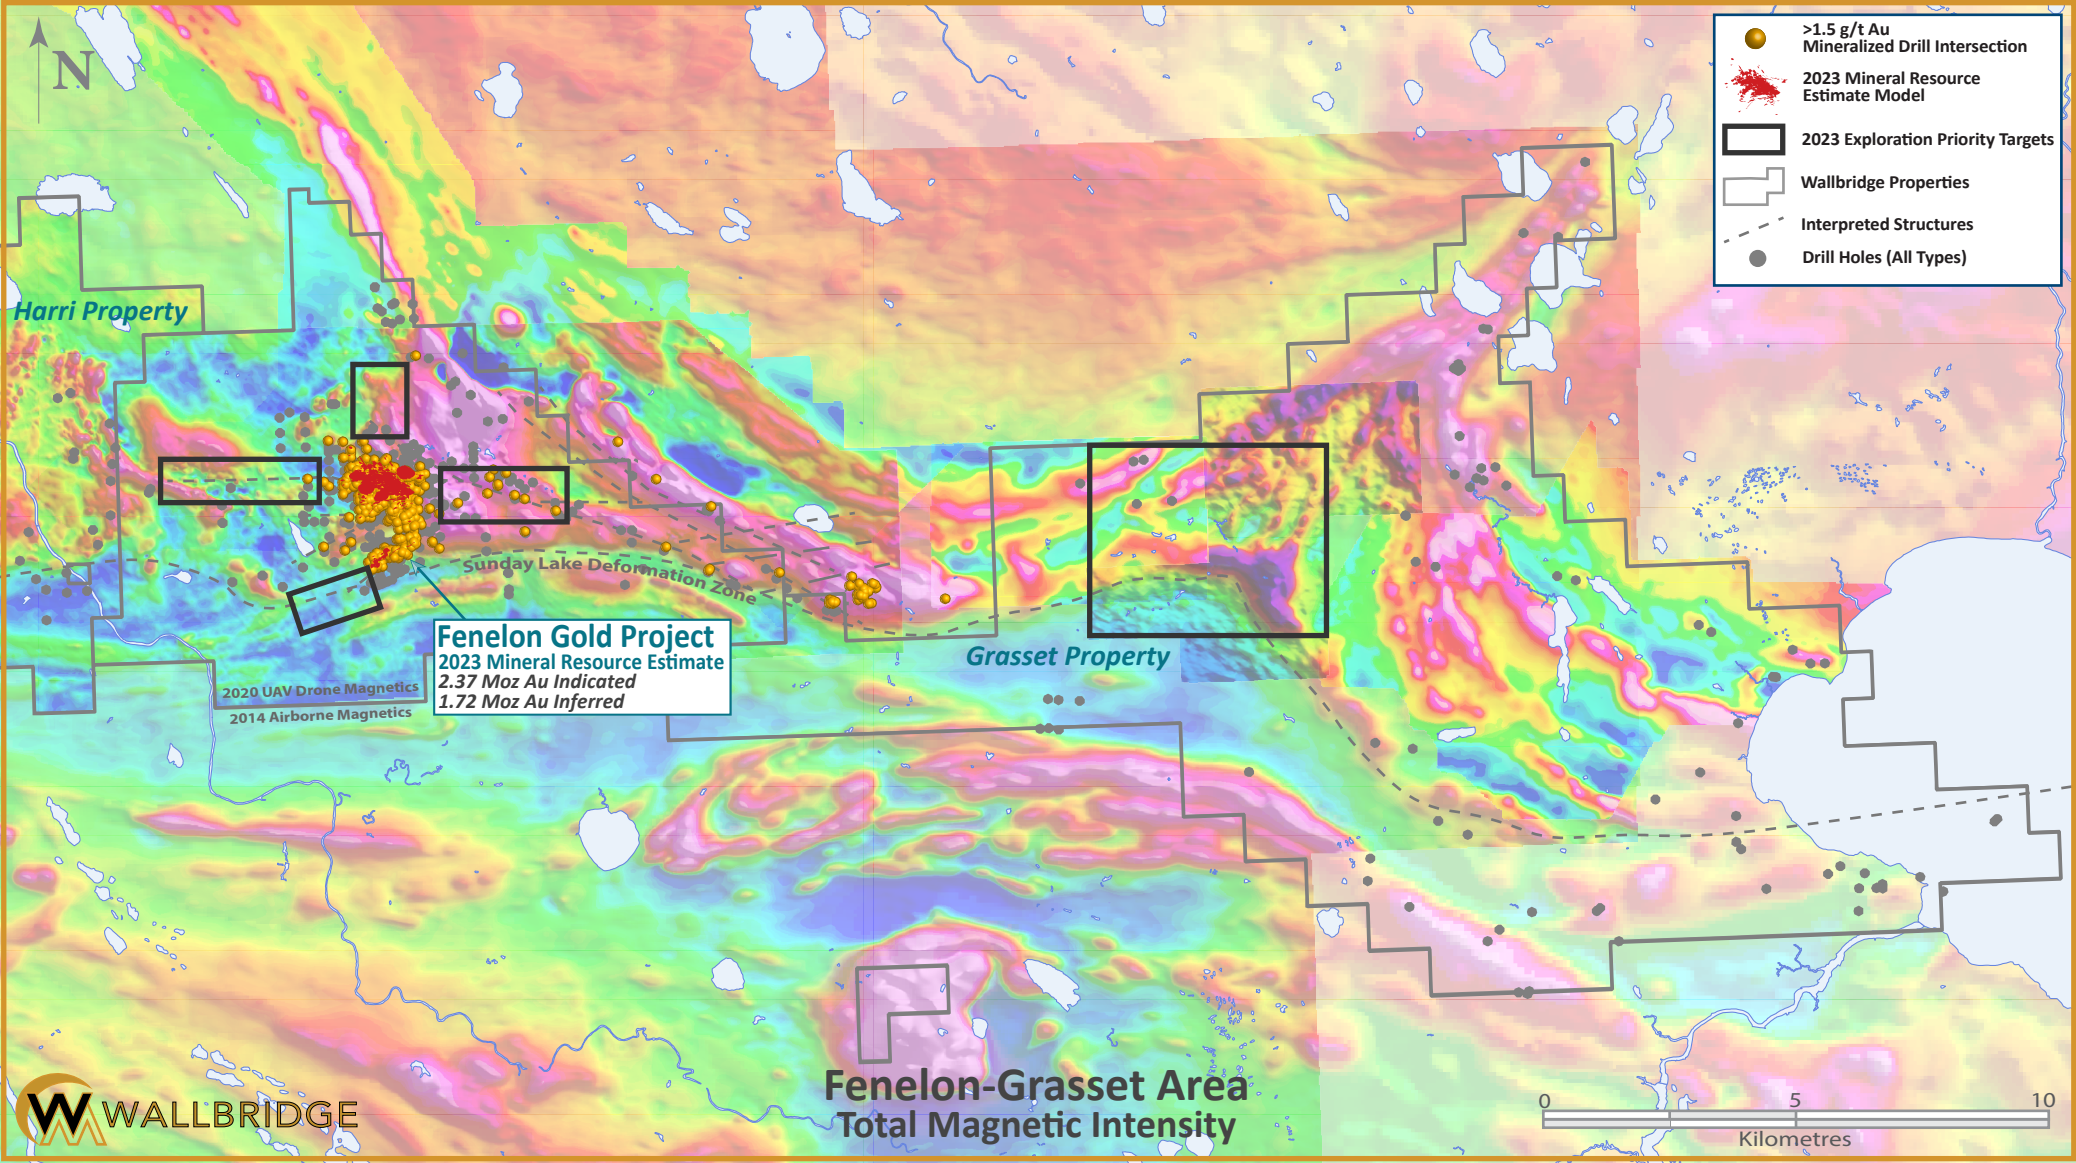 N
>1.5 g/t Au
Mineralized Drill Intersection
2023 Mineral Resource
Estimate Model
2023 Exploration Priority Targets
Wallbridge Properties
Interpreted Structures
Drill Holes (All Types)
Harri Property
Sunday Lake Deformation Zone
Fenelon Gold Project
2023 Mineral Resource Estimate
2.37 Moz Au Indicated
1.72 Moz Au Inferred
Grasset Property
2020 UAV Drone Magnetics
2014 Airborne Magnetics
WALLBRIDGE
Fenelon-Grasset Area
Total Magnetic Intensity
0 5 10
Kilometres